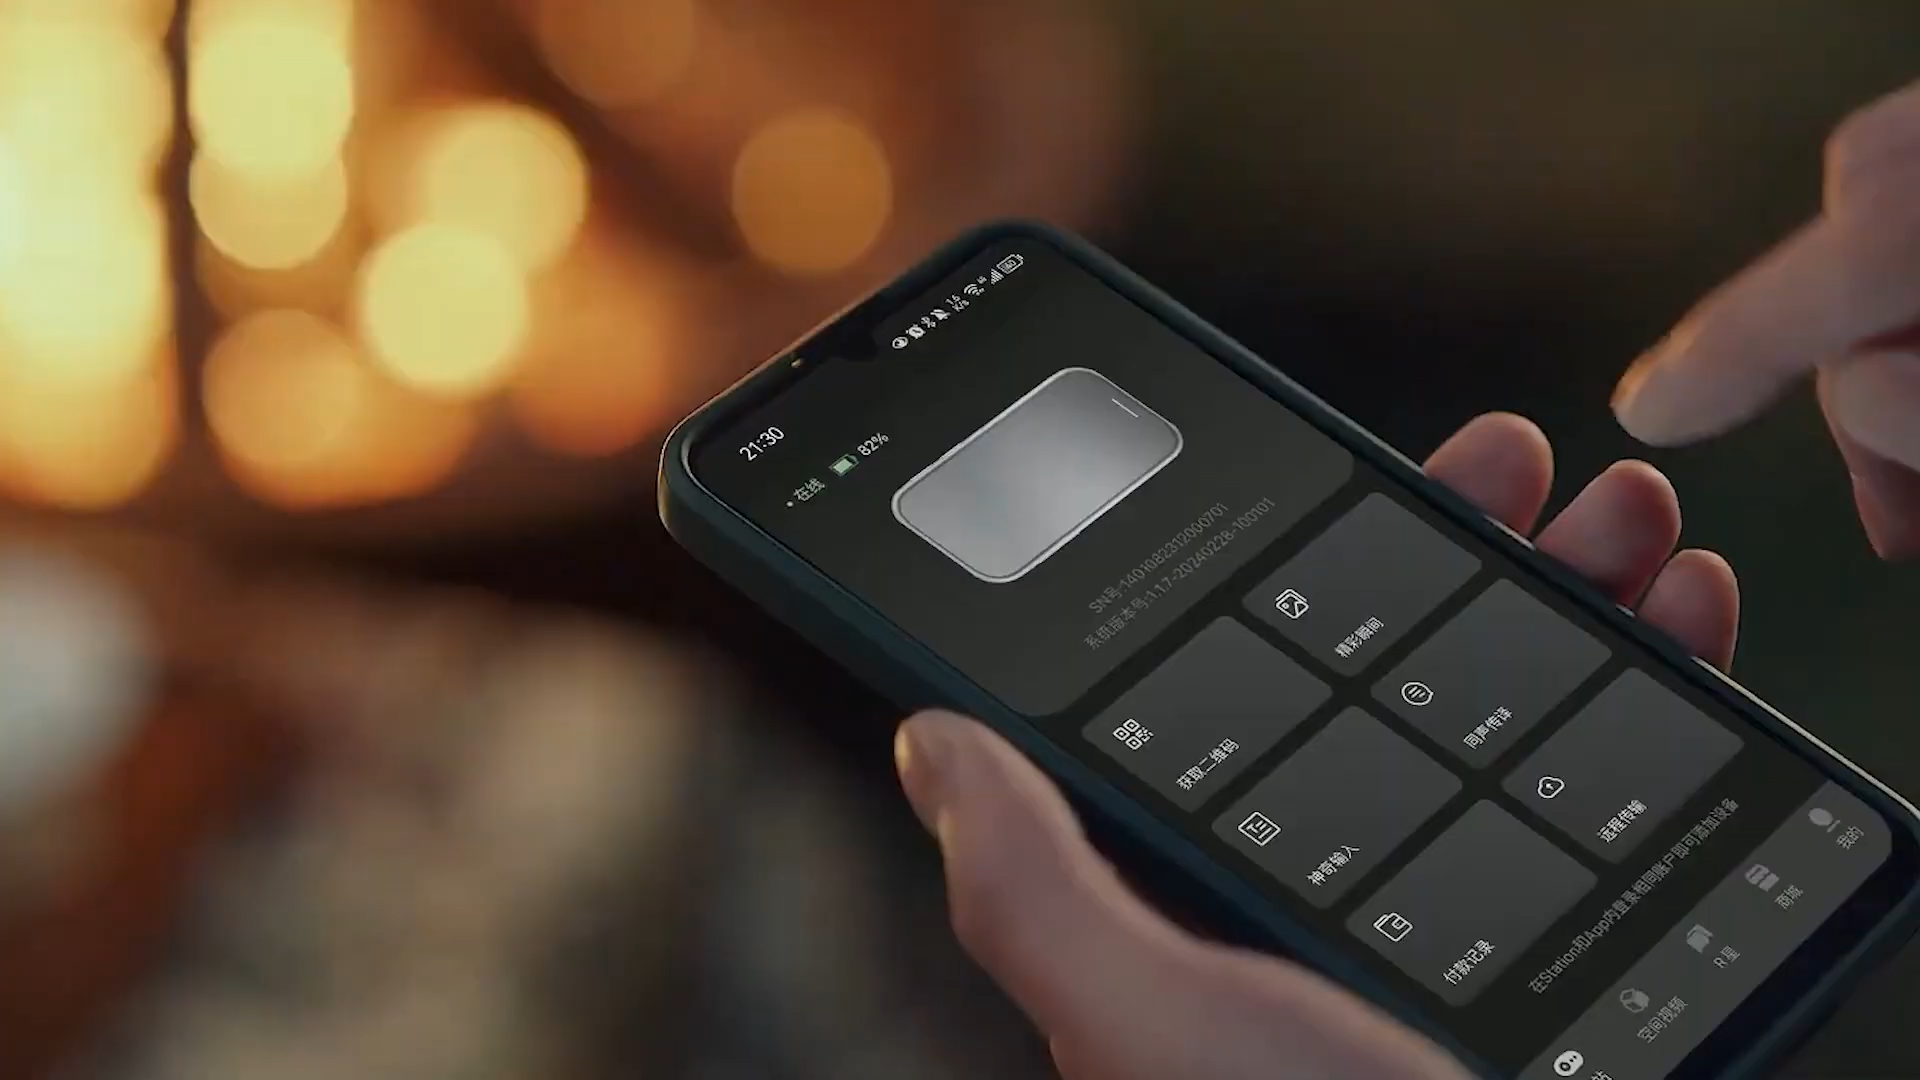 21:30
在线 82%
SN号:1401082312000701
系统版本号:1.1.7-20240228-100101
获取二维码
精彩瞬间
神奇输入
同声传译
付款记录
远程传输
在Station和App内登录相同账户即可添加设备
空间视频
R星
商城
我的